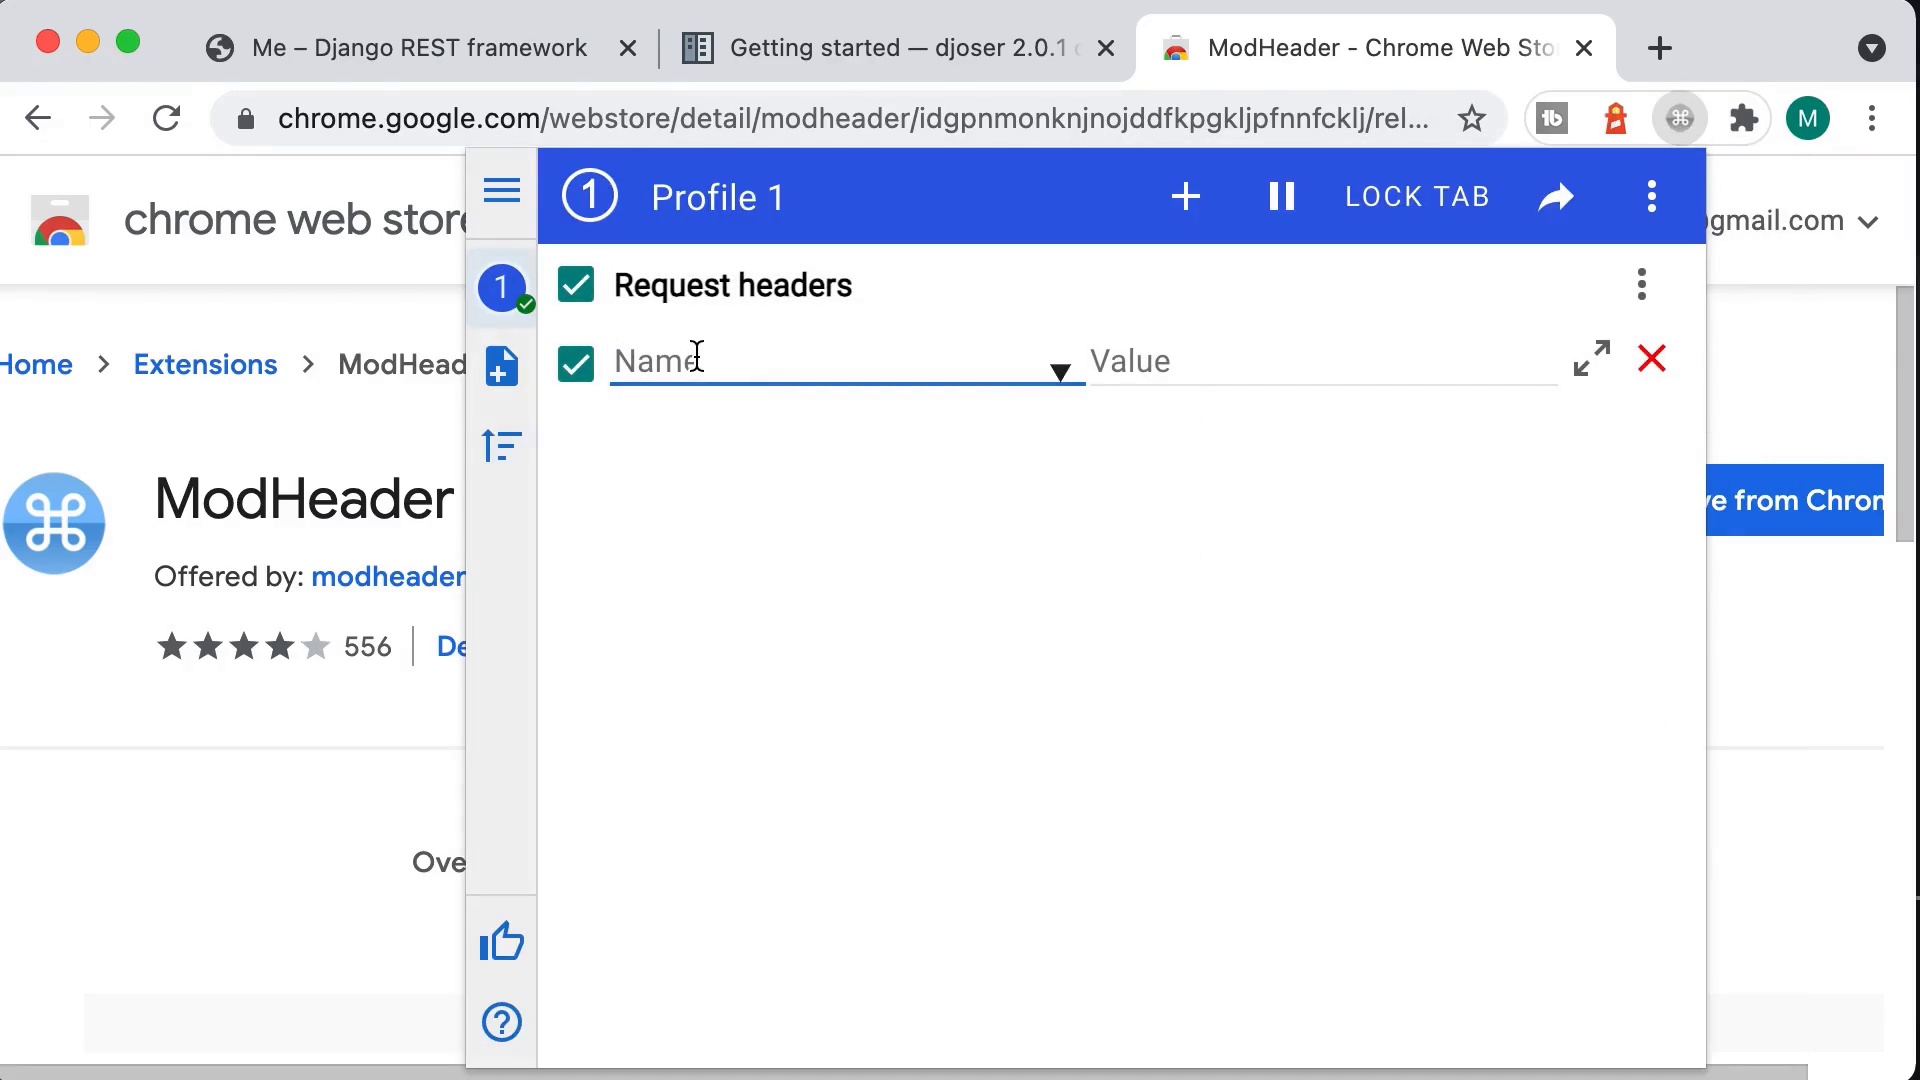 Me – Django REST framework
Getting started — djoser 2.0.1
ModHeader - Chrome Web Sto
chrome.google.com/webstore/detail/modheader/idgpnmonknjnojddfkpgkljpfnnfcklj/rel...
M
1
Profile 1
LOCK TAB
chrome web store
@gmail.com
1
Request headers
Name
Value
Home > Extensions > ModHead
ModHeader
ve from Chrom
Offered by: modheader
556
De
Ove